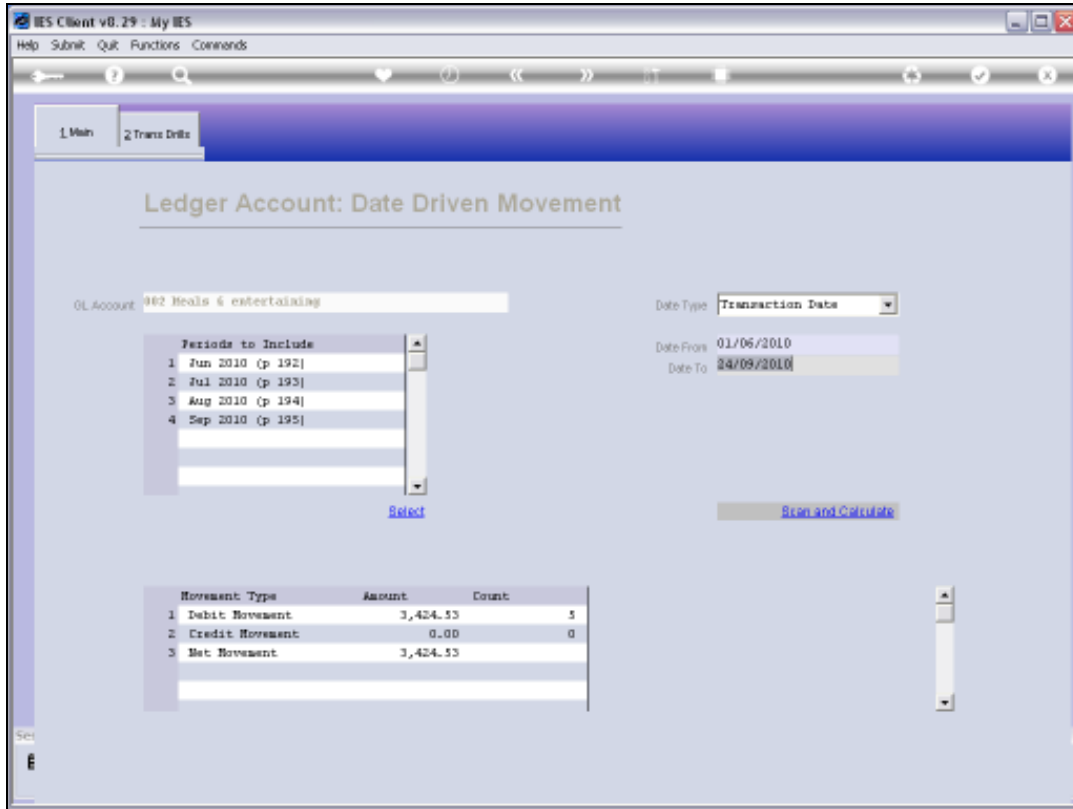 IES Client v8.29 : My IES
Help Submit Quit Functions Commands
1 Main
2 Trans Drills
Ledger Account: Date Driven Movement
GL Account 002 Meals & entertaining
Date Type Transaction Date
Periods to Include
1 Jun 2010 (p 192)
2 Jul 2010 (p 193)
3 Aug 2010 (p 194)
4 Sep 2010 (p 195)
Date From 01/06/2010
Date To 24/09/2010
Select
Scan and Calculate
Movement Type Amount Count
1 Debit Movement 3,424.53 5
2 Credit Movement 0.00 0
3 Net Movement 3,424.53